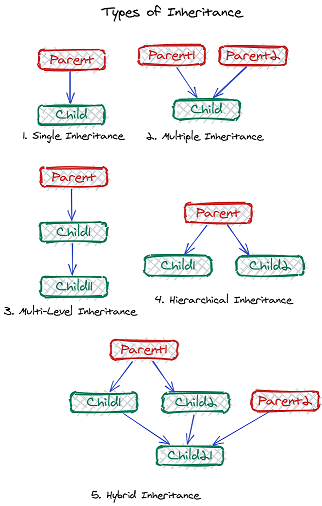 Types of Inheritance
Parent
Child
1. Single Inheritance
Parent1 Parent2
Child
2. Multiple Inheritance
Parent
Child1
Child11
3. Multi-Level Inheritance
Parent
Child1 Child2
4. Hierarchical Inheritance
Parent1
Child1 Child2 Parent2
Child21
5. Hybrid Inheritance